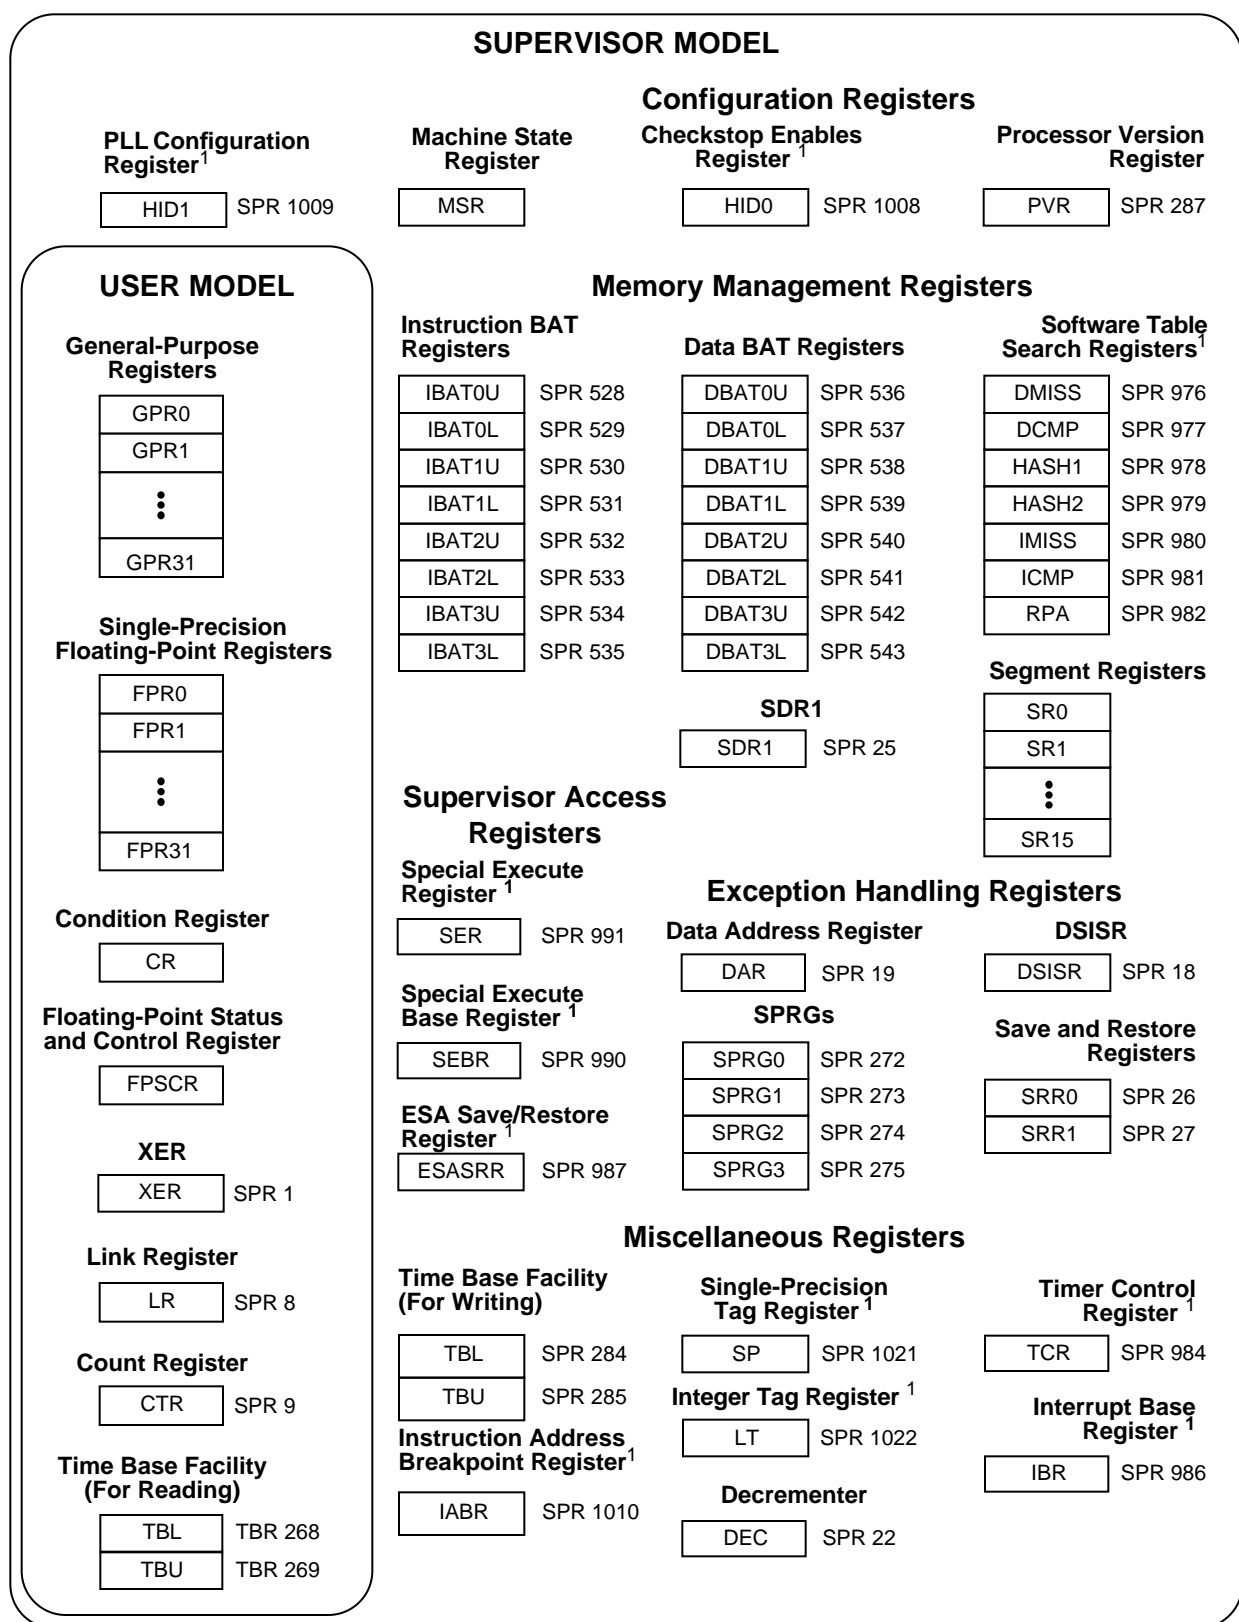 SUPERVISOR MODEL
Configuration Registers
PLL Configuration
Register1
HID1 SPR 1009
Machine State
Register
MSR
Checkstop Enables
Register 1
HID0 SPR 1008
Processor Version
Register
PVR SPR 287
USER MODEL
General-Purpose
Registers
GPR0
GPR1
GPR31
Single-Precision
Floating-Point Registers
FPR0
FPR1
FPR31
Condition Register
CR
Floating-Point Status
and Control Register
FPSCR
XER
XER SPR 1
Link Register
LR SPR 8
Count Register
CTR SPR 9
Time Base Facility
(For Reading)
TBL TBR 268
TBU TBR 269
Memory Management Registers
Instruction BAT
Registers
IBAT0U SPR 528
IBAT0L SPR 529
IBAT1U SPR 530
IBAT1L SPR 531
IBAT2U SPR 532
IBAT2L SPR 533
IBAT3U SPR 534
IBAT3L SPR 535
Data BAT Registers
DBAT0U SPR 536
DBAT0L SPR 537
DBAT1U SPR 538
DBAT1L SPR 539
DBAT2U SPR 540
DBAT2L SPR 541
DBAT3U SPR 542
DBAT3L SPR 543
Software Table
Search Registers1
DMISS SPR 976
DCMP SPR 977
HASH1 SPR 978
HASH2 SPR 979
IMISS SPR 980
ICMP SPR 981
RPA SPR 982
SDR1
SDR1 SPR 25
Segment Registers
SR0
SR1
SR15
Supervisor Access
Registers
Special Execute
Register 1
SER SPR 991
Special Execute
Base Register 1
SEBR SPR 990
ESA Save/Restore
Register 1
ESASRR SPR 987
Exception Handling Registers
Data Address Register
DAR SPR 19
DSISR
DSISR SPR 18
SPRGs
SPRG0 SPR 272
SPRG1 SPR 273
SPRG2 SPR 274
SPRG3 SPR 275
Save and Restore
Registers
SRR0 SPR 26
SRR1 SPR 27
Miscellaneous Registers
Time Base Facility
(For Writing)
TBL SPR 284
TBU SPR 285
Instruction Address
Breakpoint Register1
IABR SPR 1010
Single-Precision
Tag Register 1
SP SPR 1021
Integer Tag Register 1
LT SPR 1022
Decrementer
DEC SPR 22
Timer Control
Register 1
TCR SPR 984
Interrupt Base
Register 1
IBR SPR 986